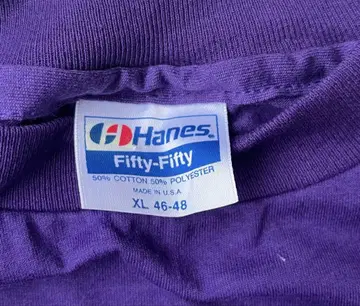 Hanes
Fifty-Fifty
50% COTTON 50% POLYESTER
MADE IN U.S.A
XL 46-48